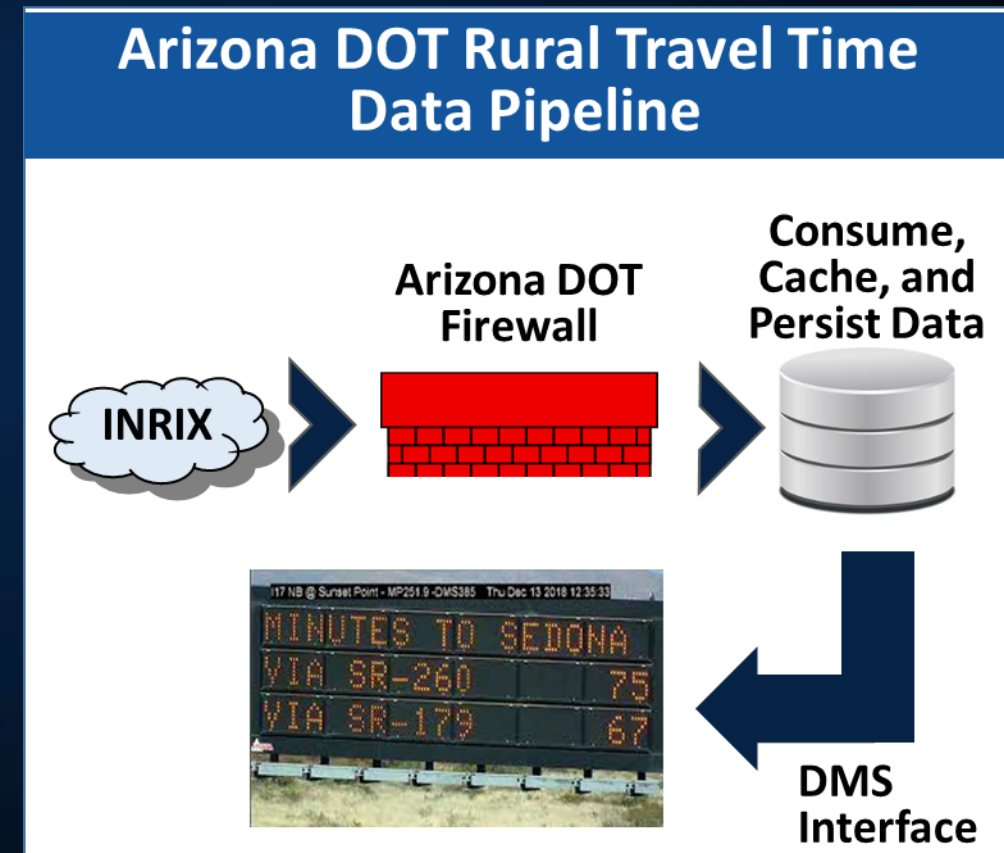 Arizona DOT Rural Travel Time
Data Pipeline
INRIX
Arizona DOT
Firewall
Consume,
Cache, and
Persist Data
I17 NB @ Sunset Point - MP251.9 -DMS385 Thu Dec 13 2018 12:35:33
MINUTES TO SEDONA
VIA SR-260 75
VIA SR-179 67
DMS
Interface